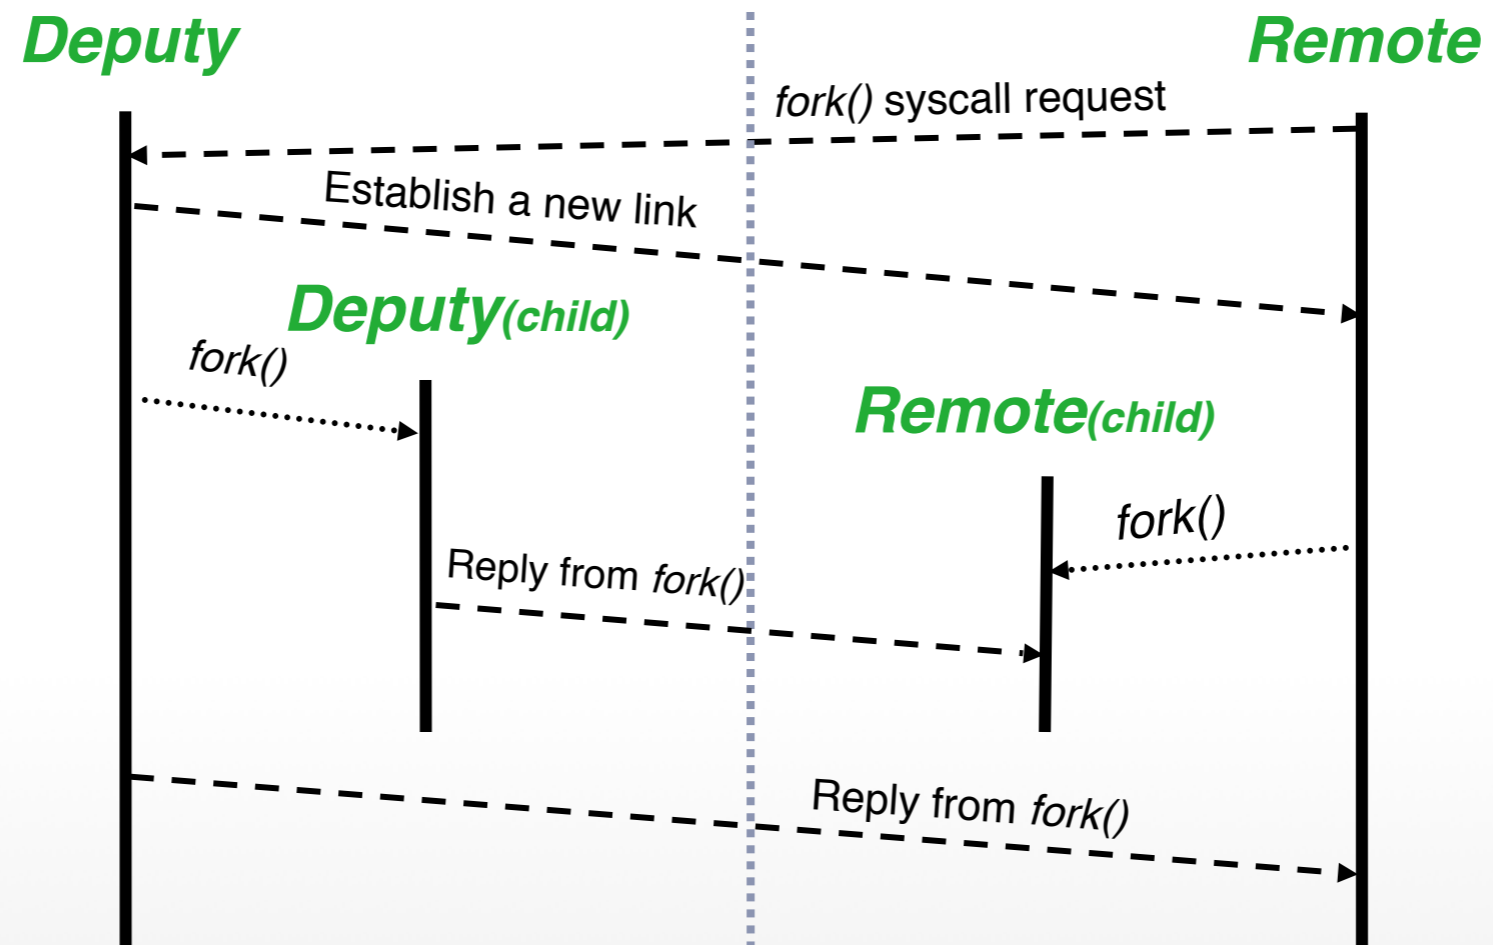 Deputy
Remote
fork() syscall request
Establish a new link
Deputy(child)
fork()
Remote(child)
fork()
Reply from fork()
Reply from fork()